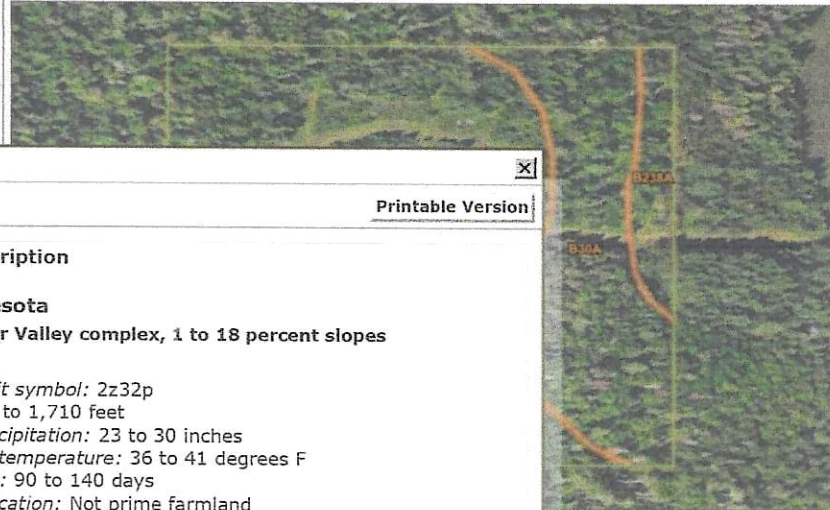 Printable Version
ription
esota
r Valley complex, 1 to 18 percent slopes
it symbol: 2z32p
to 1,710 feet
cipitation: 23 to 30 inches
temperature: 36 to 41 degrees F
: 90 to 140 days
cation: Not prime farmland
B238A
B30A